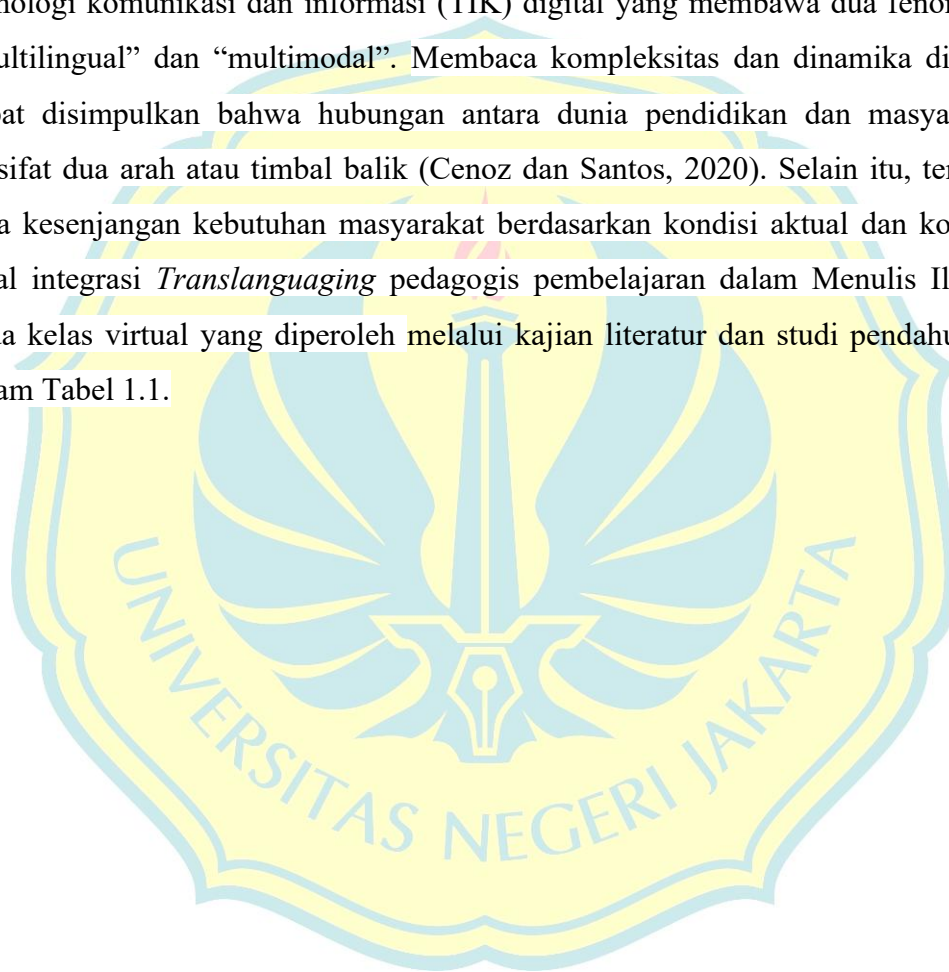 nologi komunikasi dan informasi (TIK) digital yang membawa dua fenor
ultilingual” dan “multimodal”. Membaca kompleksitas dan dinamika di
at disimpulkan bahwa hubungan antara dunia pendidikan dan masya
sifat dua arah atau timbal balik (Cenoz dan Santos, 2020). Selain itu, ter
a kesenjangan kebutuhan masyarakat berdasarkan kondisi aktual dan ko
al integrasi Translanguaging pedagogis pembelajaran dalam Menulis Il
a kelas virtual yang diperoleh melalui kajian literatur dan studi pendahu
am Tabel 1.1.
UNIVERSITAS NEGERI JAKARTA